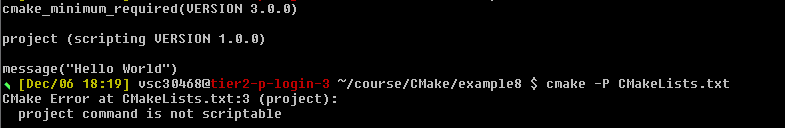 cmake_minimum_required(VERSION 3.0.0)
project (scripting VERSION 1.0.0)
message("Hello World")
[Dec/06 18:19] vsc30468@tier2-p-login-3 ~/course/CMake/example8 $ cmake -P CMakeLists.txt
CMake Error at CMakeLists.txt:3 (project):
project command is not scriptable